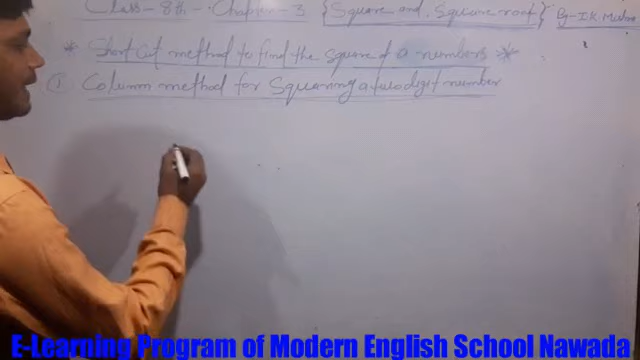 Class - 8th - Chapter - 3 {Square and Square root} By - I.K. Mishra
* Short cut method to find the square of a numbers *
① Column method for Squaring a two digit number
E-Learning Program of Modern English School Nawada